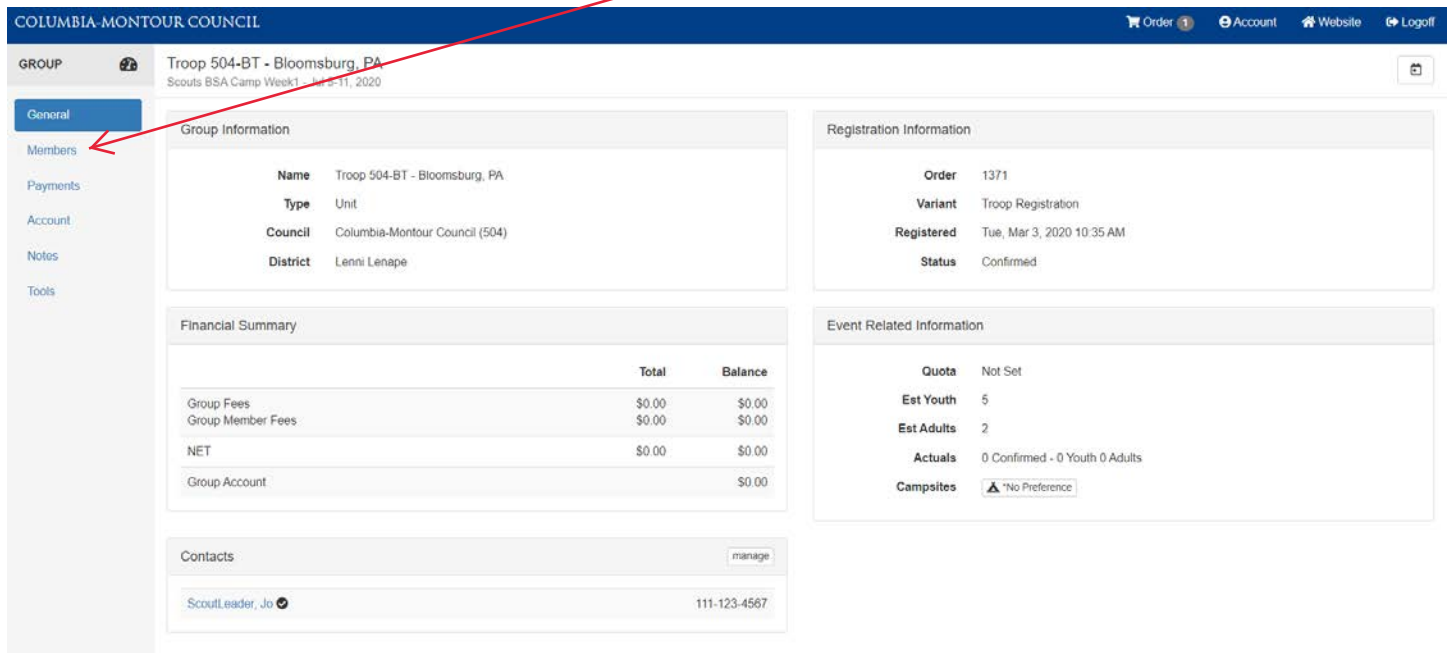 COLUMBIA-MONTOUR COUNCIL
Order 1 Account Website Logoff
GROUP
Troop 504-BT - Bloomsburg, PA
Scouts BSA Camp Week1 - Jul 5-11, 2020
General
Members
Payments
Account
Notes
Tools
Group Information
Name Troop 504-BT - Bloomsburg, PA
Type Unit
Council Columbia-Montour Council (504)
District Lenni Lenape
Registration Information
Order 1371
Variant Troop Registration
Registered Tue, Mar 3, 2020 10:35 AM
Status Confirmed
Financial Summary
Total Balance
Group Fees $0.00 $0.00
Group Member Fees $0.00 $0.00
NET $0.00 $0.00
Group Account $0.00
Event Related Information
Quota Not Set
Est Youth 5
Est Adults 2
Actuals 0 Confirmed - 0 Youth 0 Adults
Campsites *No Preference
Contacts manage
ScoutLeader, Jo 111-123-4567